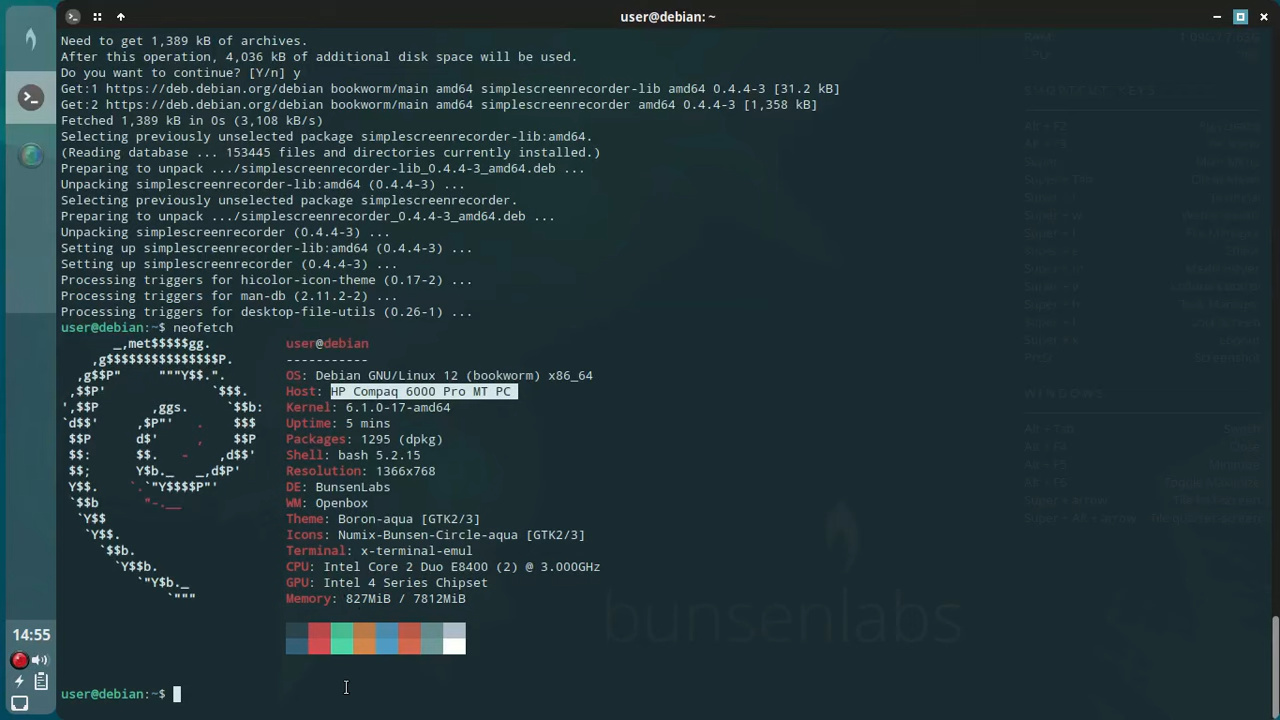 user@debian: ~
Need to get 1,389 kB of archives.
After this operation, 4,036 kB of additional disk space will be used.
Do you want to continue? [Y/n] y
Get:1 https://deb.debian.org/debian bookworm/main amd64 simplescreenrecorder-lib amd64 0.4.4-3 [31.2 kB]
Get:2 https://deb.debian.org/debian bookworm/main amd64 simplescreenrecorder amd64 0.4.4-3 [1,358 kB]
Fetched 1,389 kB in 0s (3,108 kB/s)
Selecting previously unselected package simplescreenrecorder-lib:amd64.
(Reading database ... 153445 files and directories currently installed.)
Preparing to unpack .../simplescreenrecorder-lib_0.4.4-3_amd64.deb ...
Unpacking simplescreenrecorder-lib:amd64 (0.4.4-3) ...
Selecting previously unselected package simplescreenrecorder.
Preparing to unpack .../simplescreenrecorder_0.4.4-3_amd64.deb ...
Unpacking simplescreenrecorder (0.4.4-3) ...
Setting up simplescreenrecorder-lib:amd64 (0.4.4-3) ...
Setting up simplescreenrecorder (0.4.4-3) ...
Processing triggers for hicolor-icon-theme (0.17-2) ...
Processing triggers for man-db (2.11.2-2) ...
Processing triggers for desktop-file-utils (0.26-1) ...
user@debian:~$ neofetch
user@debian
-----------
OS: Debian GNU/Linux 12 (bookworm) x86_64
Host: HP Compaq 6000 Pro MT PC
Kernel: 6.1.0-17-amd64
Uptime: 5 mins
Packages: 1295 (dpkg)
Shell: bash 5.2.15
Resolution: 1366x768
DE: BunsenLabs
WM: Openbox
Theme: Boron-aqua [GTK2/3]
Icons: Numix-Bunsen-Circle-aqua [GTK2/3]
Terminal: x-terminal-emul
CPU: Intel Core 2 Duo E8400 (2) @ 3.000GHz
GPU: Intel 4 Series Chipset
Memory: 827MiB / 7812MiB
bunsenlabs
14:55
user@debian:~$